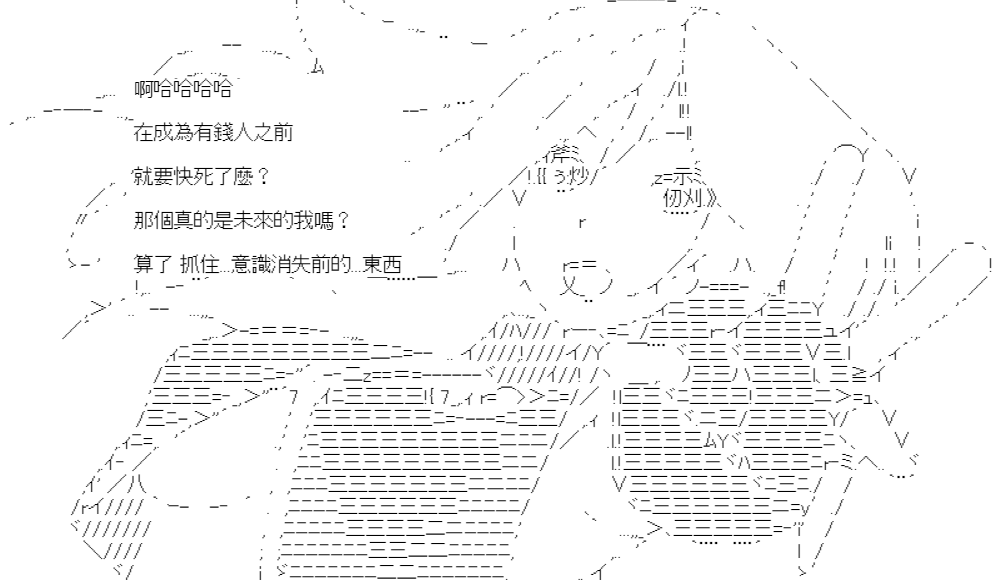 啊哈哈哈哈
在成為有錢人之前
就要快死了麼？
那個真的是未來的我嗎？
算了 抓住...意識消失前的...東西